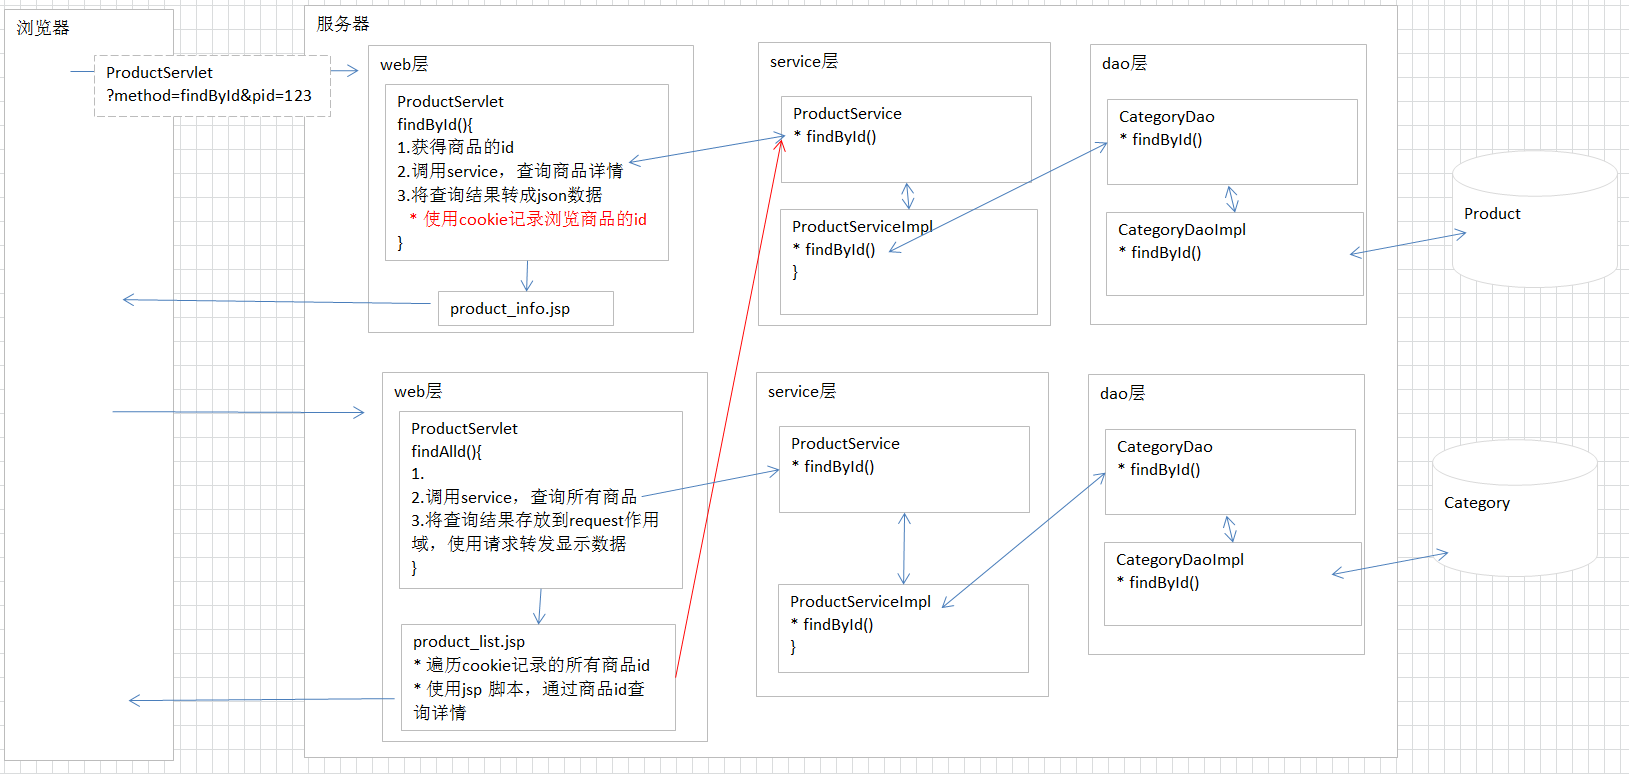 浏览器
服务器
ProductServlet
?method=findById&pid=123
web层
ProductServlet
findById(){
1.获得商品的id
2.调用service，查询商品详情
3.将查询结果转成json数据
* 使用cookie记录浏览商品的id
}
product_info.jsp
service层
ProductService
* findById()
ProductServiceImpl
* findById()
}
dao层
CategoryDao
* findById()
CategoryDaoImpl
* findById()
Product
web层
ProductServlet
findAlld(){
1.
2.调用service，查询所有商品
3.将查询结果存放到request作用
域，使用请求转发显示数据
}
product_list.jsp
* 遍历cookie记录的所有商品id
* 使用jsp 脚本，通过商品id查
询详情
service层
ProductService
* findById()
ProductServiceImpl
* findById()
}
dao层
CategoryDao
* findById()
CategoryDaoImpl
* findById()
Category